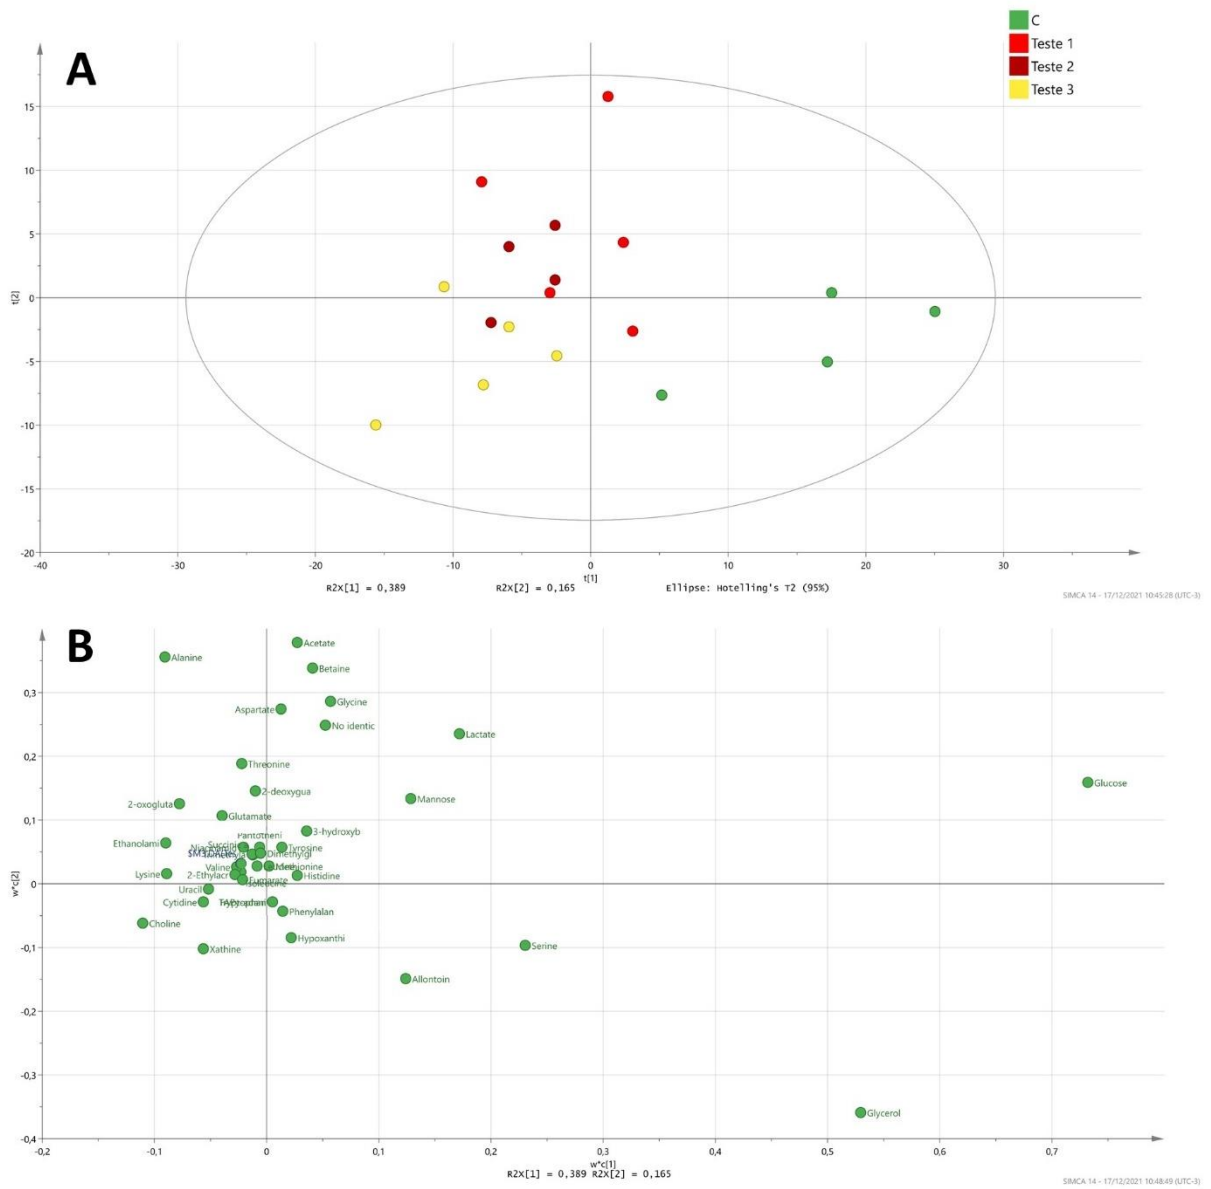 C
Teste 1
Teste 2
Teste 3
A
15
10
5
0
-5
-10
-15
-20
t[2]
-40
-30
-20
-10
0
10
20
30
t[1]
R2X[1] = 0,389
R2X[2] = 0,165
Ellipse: Hotelling's T2 (95%)
SIMCA 14 - 17/12/2021 10:45:28 (UTC-3)
B
Acetate
Alanine
Betaine
0,3
Glycine
Aspartate
No identic
Lactate
0,2
Threonine
Glucose
2-deoxygua
Mannose
2-oxogluta
Glutamate
0,1
3-hydroxyb
Pantotheni
Ethanolami
Tyrosine
Dimethylgl
Valine
Lysine
2-Ethylacr
Histidine
Fumarate
0
Uracil
Cytidine
Phenylalan
Choline
Hypoxanthi
Xathine
Serine
-0,1
Allontoin
-0,2
-0,3
Glycerol
-0,4
w*c[2]
-0,2
-0,1
0
0,1
0,2
0,3
0,4
0,5
0,6
0,7
w*c[1]
R2X[1] = 0,389 R2X[2] = 0,165
SIMCA 14 - 17/12/2021 10:48:49 (UTC-3)